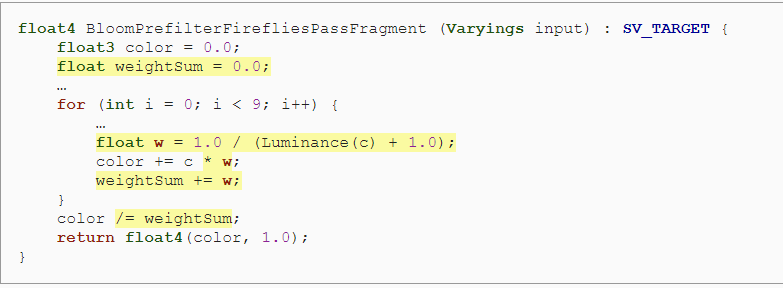 float4 BloomPrefilterFirefliesPassFragment (Varyings input) : SV_TARGET {
    float3 color = 0.0;
    float weightSum = 0.0;
    …
    for (int i = 0; i < 9; i++) {
        …
        float w = 1.0 / (Luminance(c) + 1.0);
        color += c * w;
        weightSum += w;
    }
    color /= weightSum;
    return float4(color, 1.0);
}